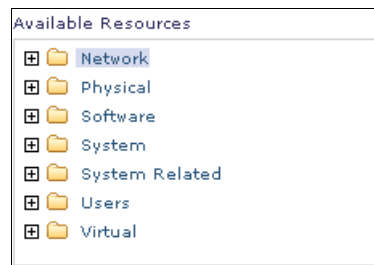 Available Resources
Network
Physical
Software
System
System Related
Users
Virtual